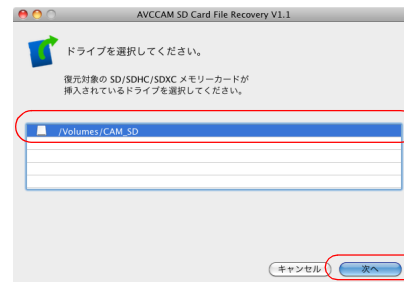 AVCCAM SD Card File Recovery V1.1
ドライブを選択してください。
復元対象の SD/SDHC/SDXC メモリーカードが
挿入されているドライブを選択してください。
/Volumes/CAM_SD
キャンセル 次へ